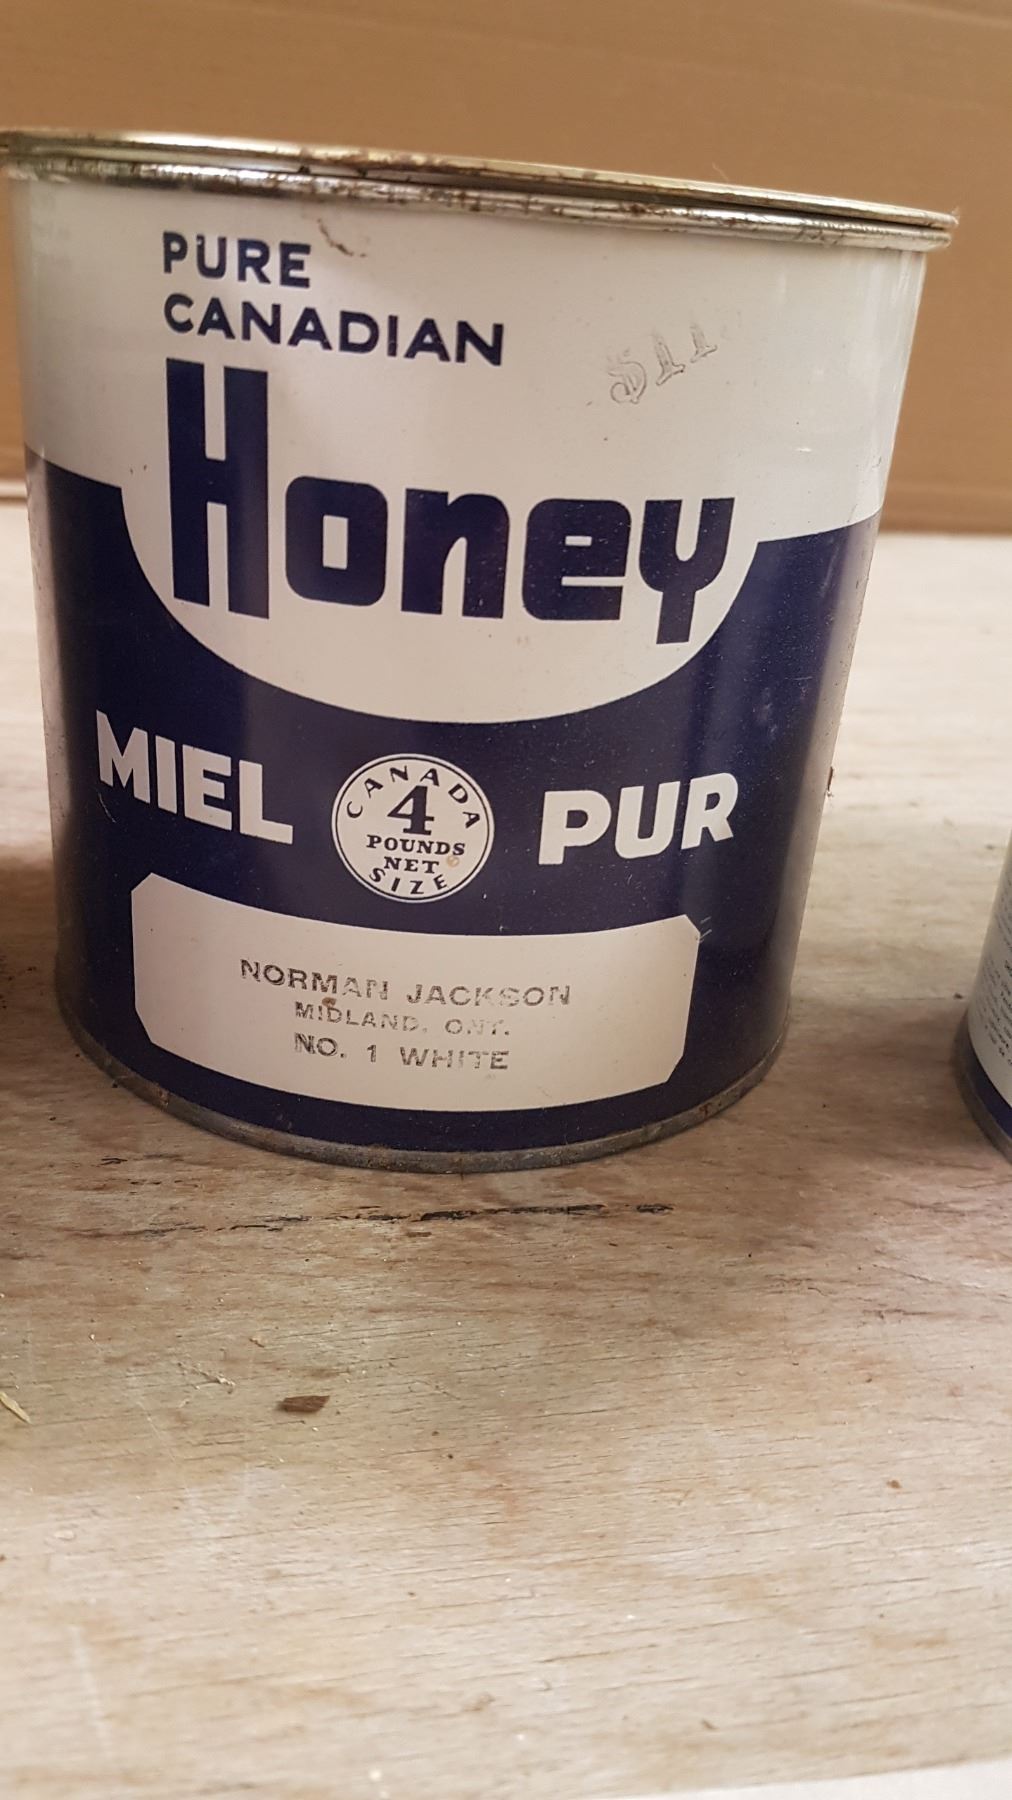 PURE
CANADIAN
Honey
MIEL PUR
CANADA
4
POUNDS
NET
SIZE
NORMAN JACKSON
MIDLAND, ONT.
NO. 1 WHITE